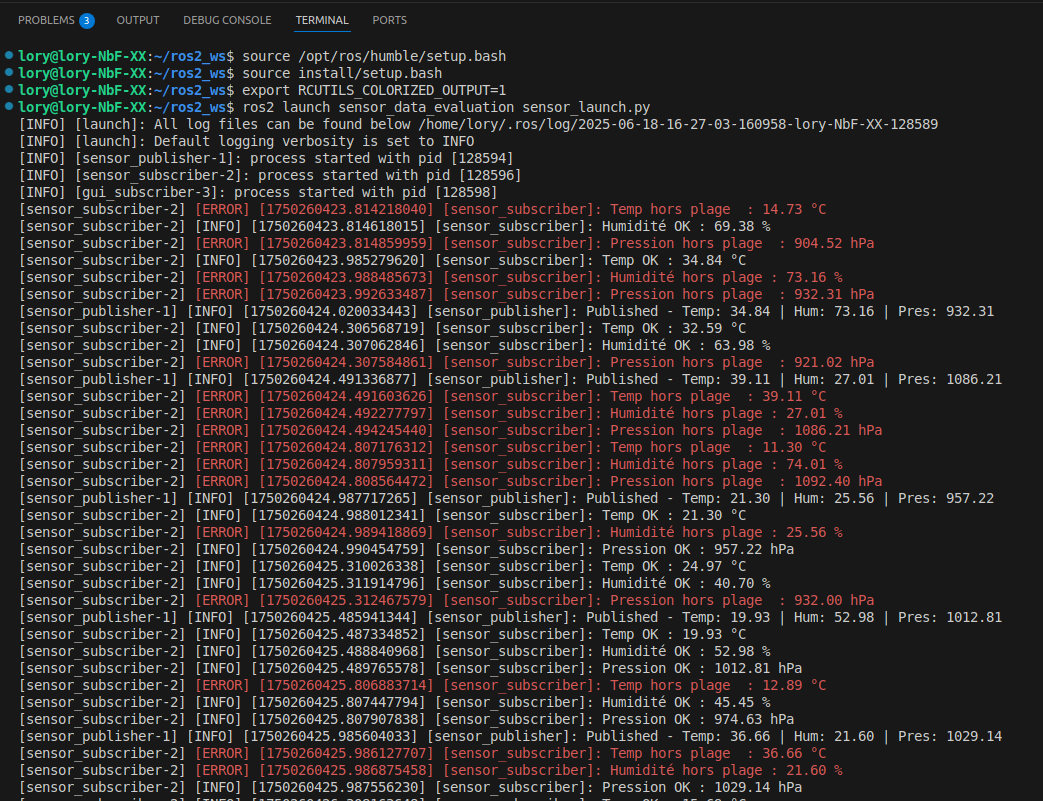 PROBLEMS 3 OUTPUT DEBUG CONSOLE TERMINAL PORTS
lory@lory-NbF-XX:~/ros2_ws$ source /opt/ros/humble/setup.bash
lory@lory-NbF-XX:~/ros2_ws$ source install/setup.bash
lory@lory-NbF-XX:~/ros2_ws$ export RCUTILS_COLORIZED_OUTPUT=1
lory@lory-NbF-XX:~/ros2_ws$ ros2 launch sensor_data_evaluation sensor_launch.py
[INFO] [launch]: All log files can be found below /home/lory/.ros/log/2025-06-18-16-27-03-160958-lory-NbF-XX-128589
[INFO] [launch]: Default logging verbosity is set to INFO
[INFO] [sensor_publisher-1]: process started with pid [128594]
[INFO] [sensor_subscriber-2]: process started with pid [128596]
[INFO] [gui_subscriber-3]: process started with pid [128598]
[sensor_subscriber-2] [ERROR] [1750260423.814218040] [sensor_subscriber]: Temp hors plage  : 14.73 °C
[sensor_subscriber-2] [INFO] [1750260423.814618015] [sensor_subscriber]: Humidité OK : 69.38 %
[sensor_subscriber-2] [ERROR] [1750260423.814859959] [sensor_subscriber]: Pression hors plage  : 904.52 hPa
[sensor_subscriber-2] [INFO] [1750260423.985279620] [sensor_subscriber]: Temp OK : 34.84 °C
[sensor_subscriber-2] [ERROR] [1750260423.988485673] [sensor_subscriber]: Humidité hors plage : 73.16 %
[sensor_subscriber-2] [ERROR] [1750260423.992633487] [sensor_subscriber]: Pression hors plage  : 932.31 hPa
[sensor_publisher-1] [INFO] [1750260424.020033443] [sensor_publisher]: Published - Temp: 34.84 | Hum: 73.16 | Pres: 932.31
[sensor_subscriber-2] [INFO] [1750260424.306568719] [sensor_subscriber]: Temp OK : 32.59 °C
[sensor_subscriber-2] [INFO] [1750260424.307062846] [sensor_subscriber]: Humidité OK : 63.98 %
[sensor_subscriber-2] [ERROR] [1750260424.307584861] [sensor_subscriber]: Pression hors plage  : 921.02 hPa
[sensor_publisher-1] [INFO] [1750260424.491336877] [sensor_publisher]: Published - Temp: 39.11 | Hum: 27.01 | Pres: 1086.21
[sensor_subscriber-2] [ERROR] [1750260424.491603626] [sensor_subscriber]: Temp hors plage  : 39.11 °C
[sensor_subscriber-2] [ERROR] [1750260424.492277797] [sensor_subscriber]: Humidité hors plage : 27.01 %
[sensor_subscriber-2] [ERROR] [1750260424.494245440] [sensor_subscriber]: Pression hors plage  : 1086.21 hPa
[sensor_subscriber-2] [ERROR] [1750260424.807176312] [sensor_subscriber]: Temp hors plage  : 11.30 °C
[sensor_subscriber-2] [ERROR] [1750260424.807959311] [sensor_subscriber]: Humidité hors plage : 74.01 %
[sensor_subscriber-2] [ERROR] [1750260424.808564472] [sensor_subscriber]: Pression hors plage  : 1092.40 hPa
[sensor_publisher-1] [INFO] [1750260424.987717265] [sensor_publisher]: Published - Temp: 21.30 | Hum: 25.56 | Pres: 957.22
[sensor_subscriber-2] [INFO] [1750260424.988012341] [sensor_subscriber]: Temp OK : 21.30 °C
[sensor_subscriber-2] [ERROR] [1750260424.989418869] [sensor_subscriber]: Humidité hors plage : 25.56 %
[sensor_subscriber-2] [INFO] [1750260424.990454759] [sensor_subscriber]: Pression OK : 957.22 hPa
[sensor_subscriber-2] [INFO] [1750260425.310026338] [sensor_subscriber]: Temp OK : 24.97 °C
[sensor_subscriber-2] [INFO] [1750260425.311914796] [sensor_subscriber]: Humidité OK : 40.70 %
[sensor_subscriber-2] [ERROR] [1750260425.312467579] [sensor_subscriber]: Pression hors plage  : 932.00 hPa
[sensor_publisher-1] [INFO] [1750260425.485941344] [sensor_publisher]: Published - Temp: 19.93 | Hum: 52.98 | Pres: 1012.81
[sensor_subscriber-2] [INFO] [1750260425.487334852] [sensor_subscriber]: Temp OK : 19.93 °C
[sensor_subscriber-2] [INFO] [1750260425.488840968] [sensor_subscriber]: Humidité OK : 52.98 %
[sensor_subscriber-2] [INFO] [1750260425.489765578] [sensor_subscriber]: Pression OK : 1012.81 hPa
[sensor_subscriber-2] [ERROR] [1750260425.806883714] [sensor_subscriber]: Temp hors plage  : 12.89 °C
[sensor_subscriber-2] [INFO] [1750260425.807447794] [sensor_subscriber]: Humidité OK : 45.45 %
[sensor_subscriber-2] [INFO] [1750260425.807907838] [sensor_subscriber]: Pression OK : 974.63 hPa
[sensor_publisher-1] [INFO] [1750260425.985604033] [sensor_publisher]: Published - Temp: 36.66 | Hum: 21.60 | Pres: 1029.14
[sensor_subscriber-2] [ERROR] [1750260425.986127707] [sensor_subscriber]: Temp hors plage  : 36.66 °C
[sensor_subscriber-2] [ERROR] [1750260425.986875458] [sensor_subscriber]: Humidité hors plage : 21.60 %
[sensor_subscriber-2] [INFO] [1750260425.987556230] [sensor_subscriber]: Pression OK : 1029.14 hPa
[sensor_subscriber-2] [INFO] [sensor_subscriber]: Temp OK :